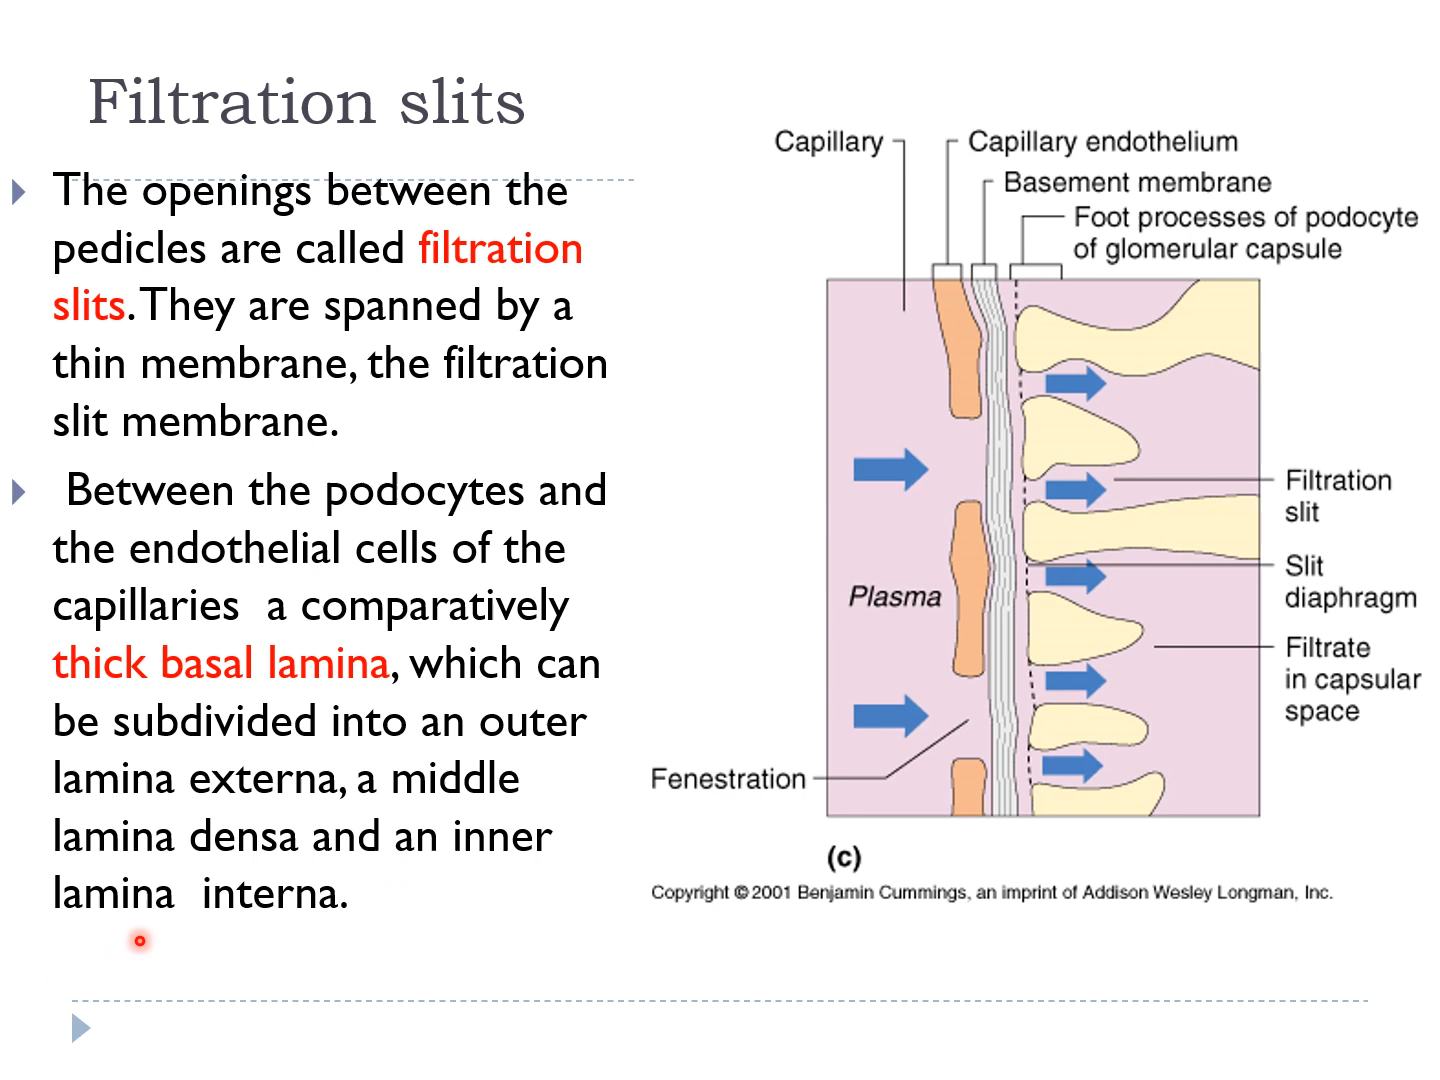 Filtration slits
The openings between the
pedicles are called filtration
slits. They are spanned by a
thin membrane, the filtration
slit membrane.
Between the podocytes and
the endothelial cells of the
capillaries a comparatively
thick basal lamina, which can
be subdivided into an outer
lamina externa, a middle
lamina densa and an inner
lamina interna.
Capillary
Capillary endothelium
Basement membrane
Foot processes of podocyte
of glomerular capsule
Filtration
slit
Slit
diaphragm
Plasma
Filtrate
in capsular
space
Fenestration
(c)
Copyright © 2001 Benjamin Cummings, an imprint of Addison Wesley Longman, Inc.